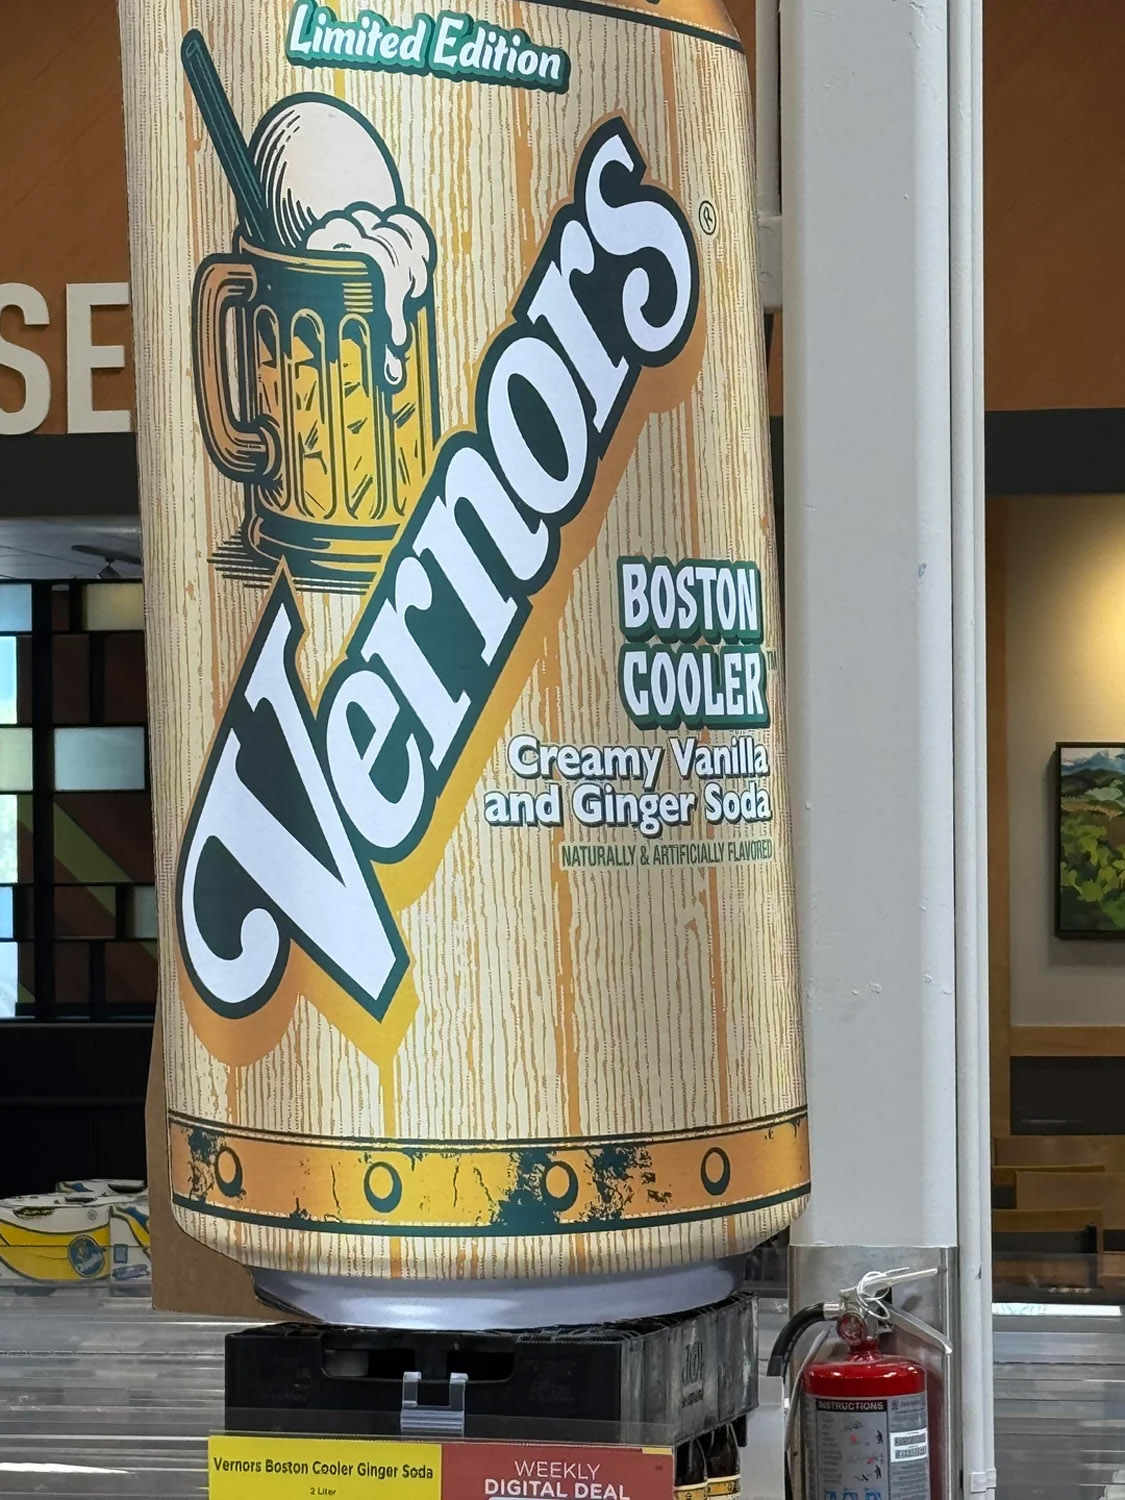 Limited Edition
SE
Vernors®
BOSTON
COOLER™
Creamy Vanilla
and Ginger Soda
NATURALLY & ARTIFICIALLY FLAVORED
INSTRUCTIONS
Vernors Boston Cooler Ginger Soda
2 Liter
WEEKLY
DIGITAL DEAL